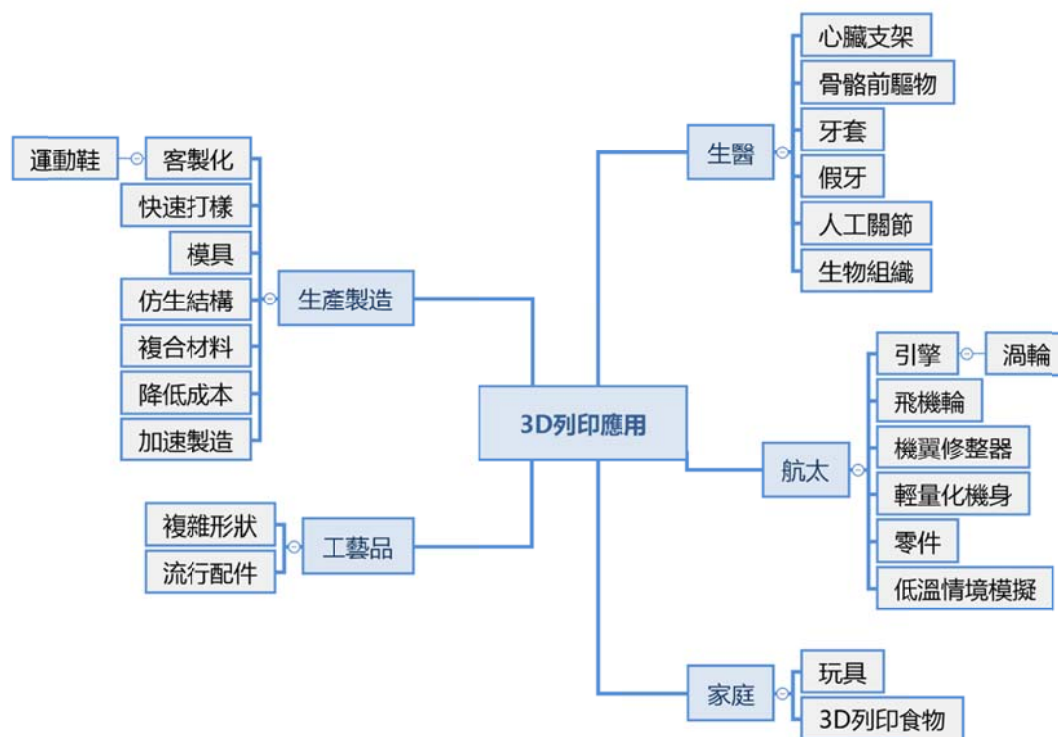 3D列印應用
生醫
心臟支架
骨骼前驅物
牙套
假牙
人工關節
生物組織
航太
引擎
渦輪
飛機輪
機翼修整器
輕量化機身
零件
低溫情境模擬
家庭
玩具
3D列印食物
生產製造
客製化
運動鞋
快速打樣
模具
仿生結構
複合材料
降低成本
加速製造
工藝品
複雜形狀
流行配件